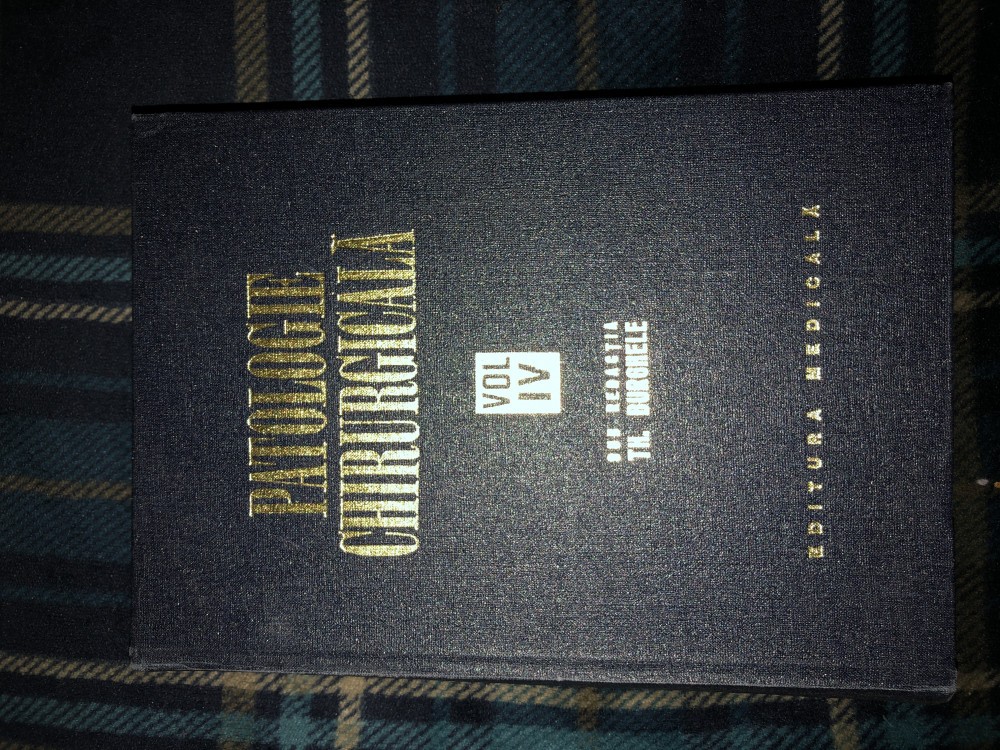 PATOLOGIE
CHIRURGICALA
VOL
IV
SUB REDACTIA
TH. BURGHELE
EDITURA MEDICALA